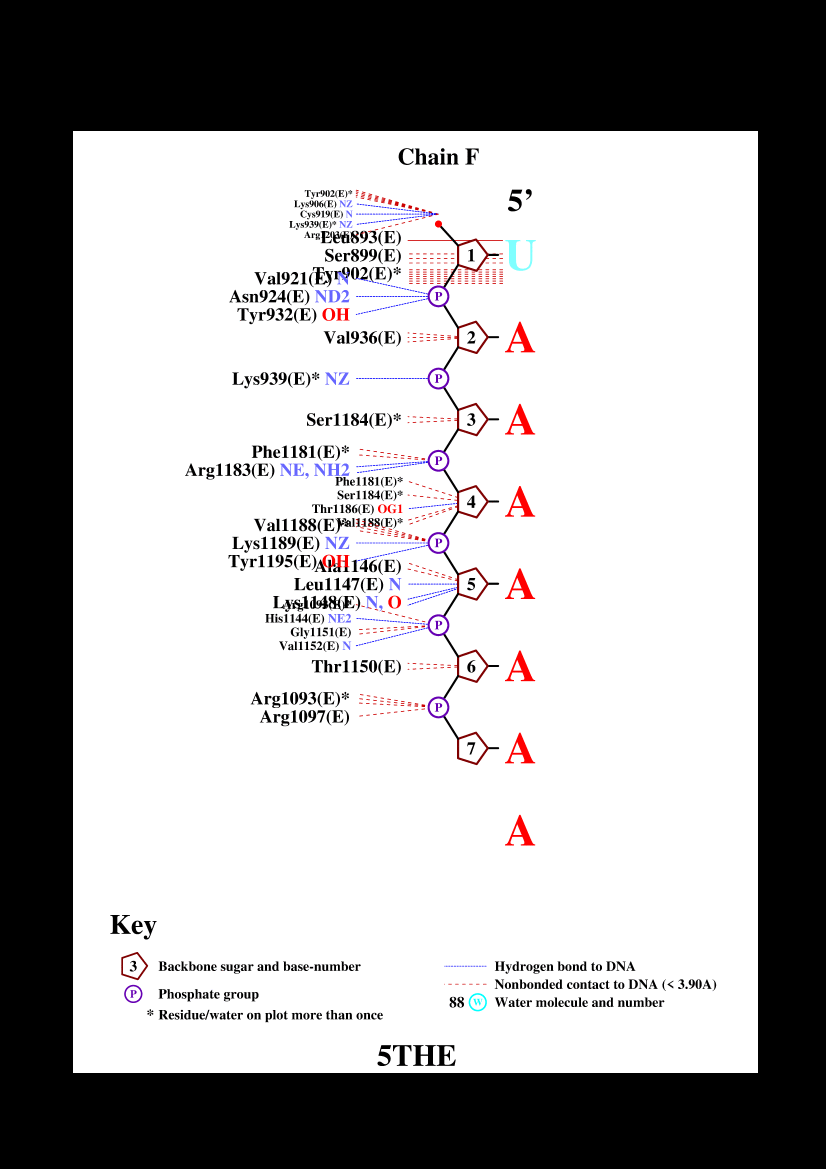 Chain F
5’
Tyr902(E)*
Lys906(E) NZ
Cys919(E) N
Lys939(E)* NZ
Arg1203(E)
Leu893(E)
Ser899(E)
1 U
Tyr902(E)*
Val921(E) N
Asn924(E) ND2
P
Tyr932(E) OH
Val936(E) 2 A
Lys939(E)* NZ P
Ser1184(E)* 3 A
Phe1181(E)*
P
Arg1183(E) NE, NH2
Phe1181(E)*
Ser1184(E)*
4 A
Thr1186(E) OG1
Val1188(E)*
Val1188(E)*
Lys1189(E) NZ P
Tyr1195(E) OH
Ala1146(E)
Leu1147(E) N 5 A
Lys1148(E) N, O
His1144(E) NE2
P
Gly1151(E)
Val1152(E) N
Thr1150(E) 6 A
Arg1093(E)*
P
Arg1097(E)
7 A
A
Key
3 Backbone sugar and base-number
P Phosphate group
* Residue/water on plot more than once
Hydrogen bond to DNA
Nonbonded contact to DNA (< 3.90A)
88 W Water molecule and number
5THE